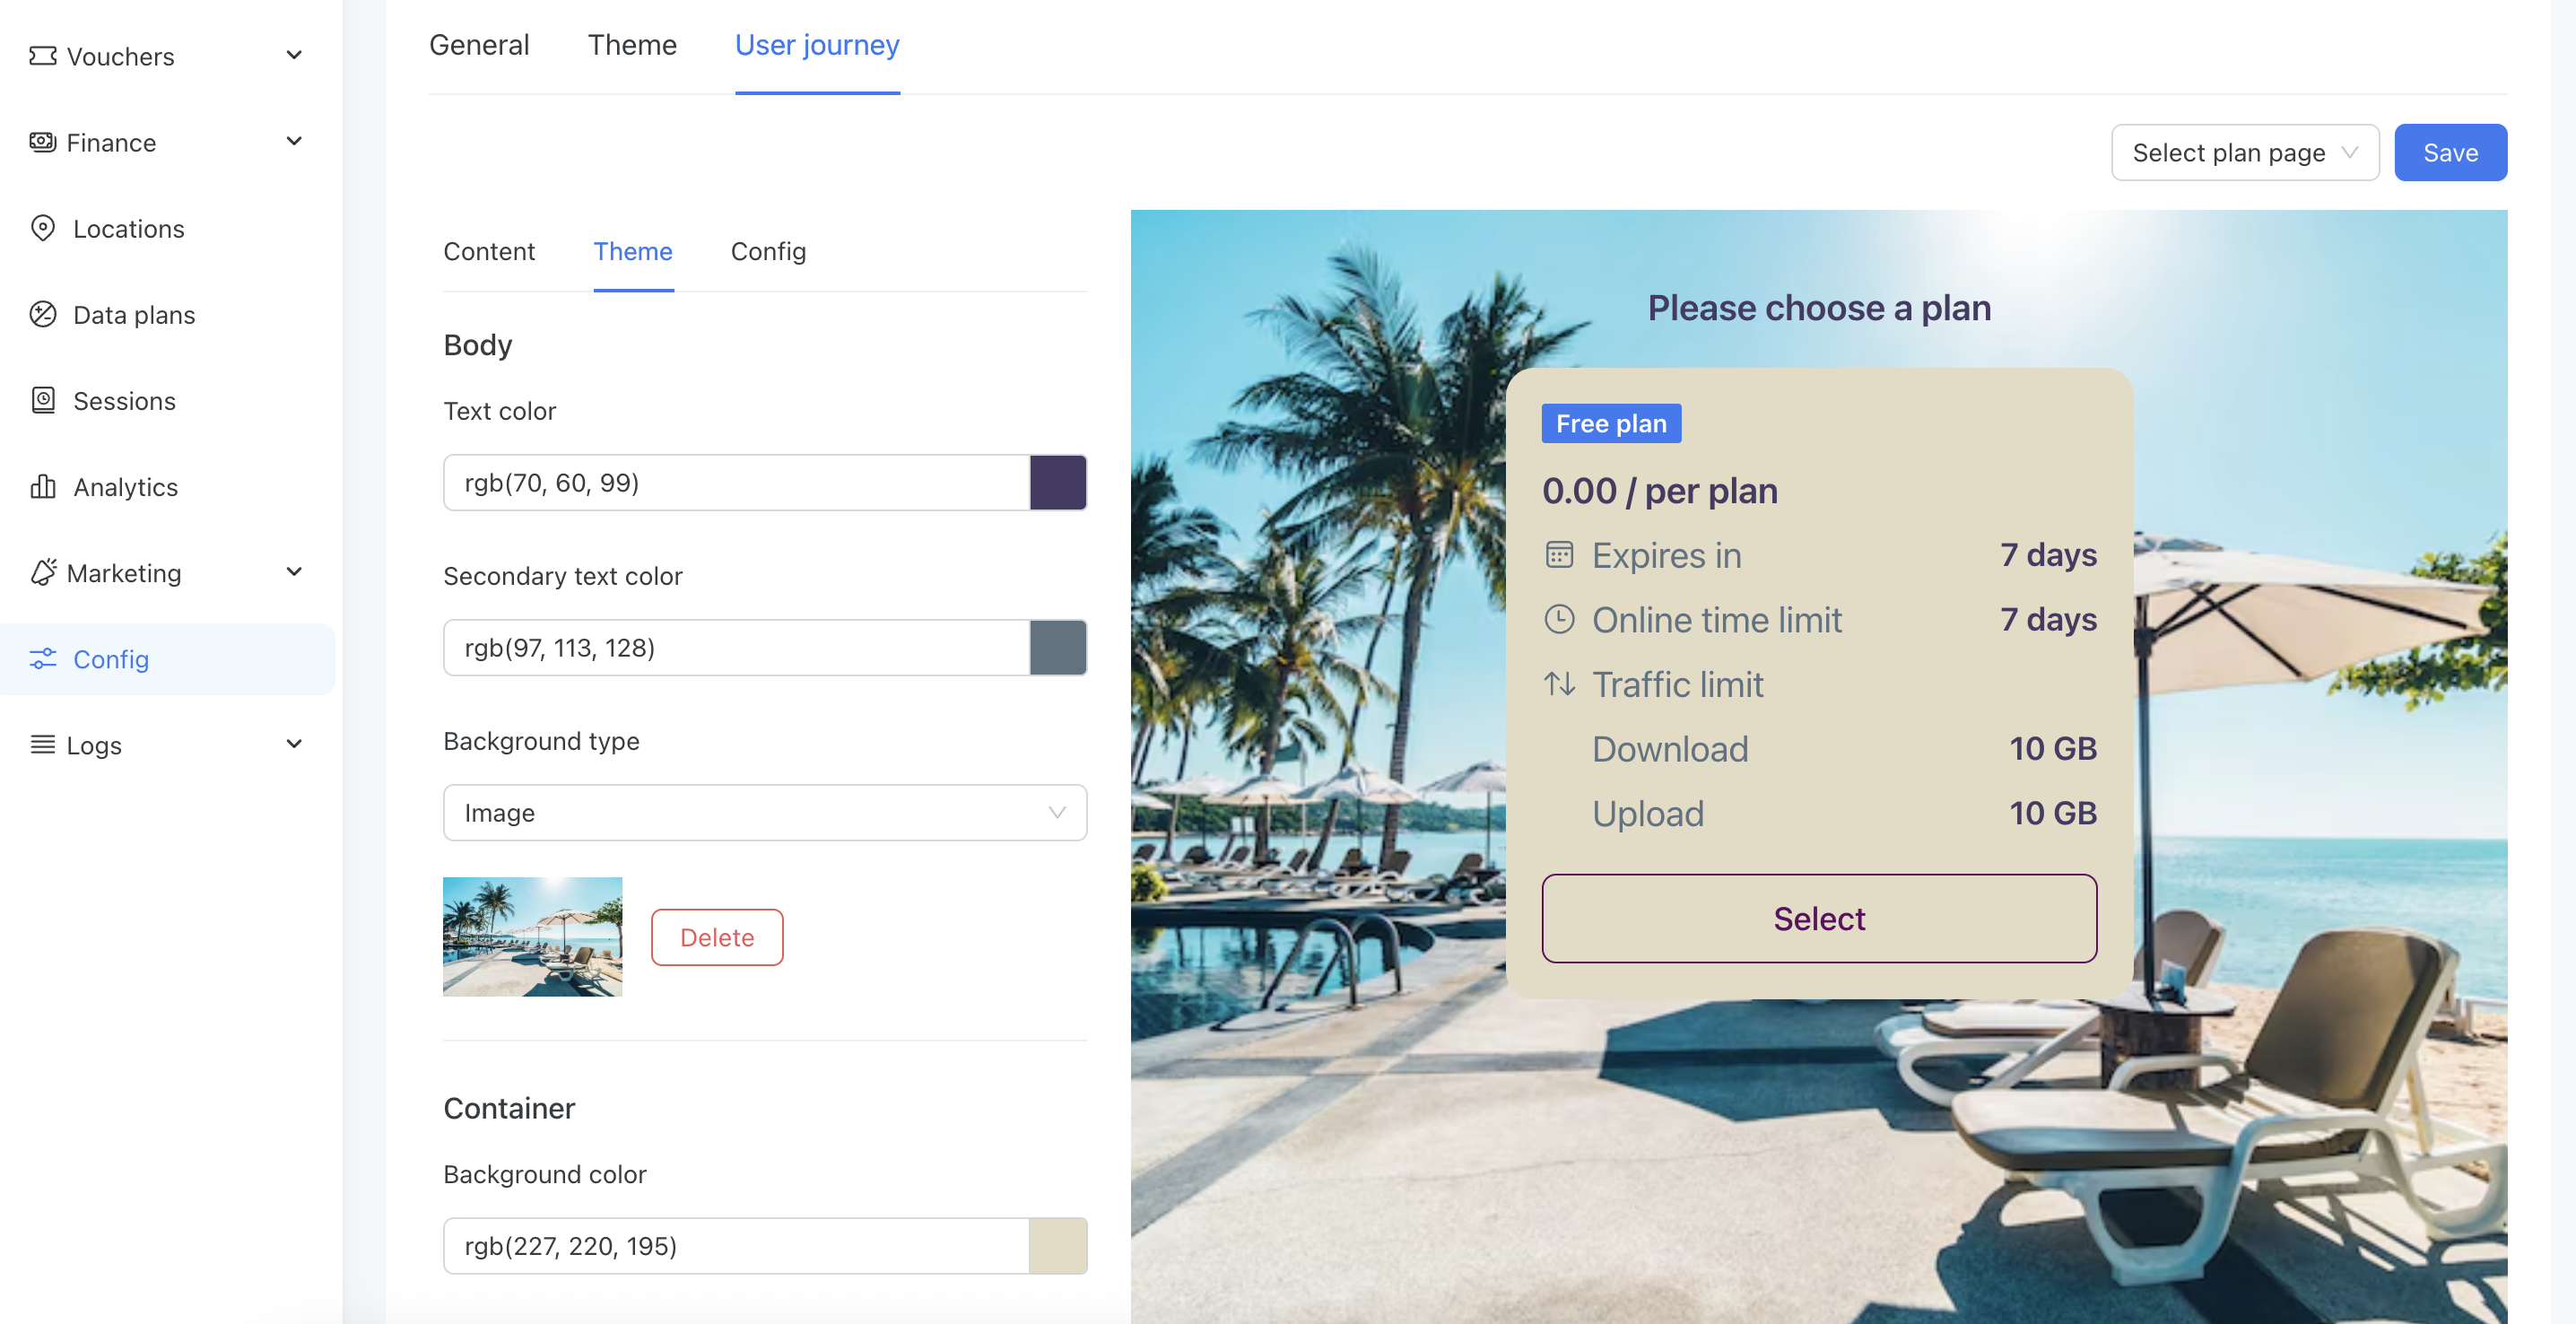 Vouchers
Finance
Locations
Data plans
Sessions
Analytics
Marketing
Config
Logs
General Theme User journey
Select plan page Save
Content Theme Config
Body
Text color
rgb(70, 60, 99)
Secondary text color
rgb(97, 113, 128)
Background type
Image
Delete
Container
Background color
rgb(227, 220, 195)
Please choose a plan
Free plan
0.00 / per plan
Expires in 7 days
Online time limit 7 days
Traffic limit
Download 10 GB
Upload 10 GB
Select